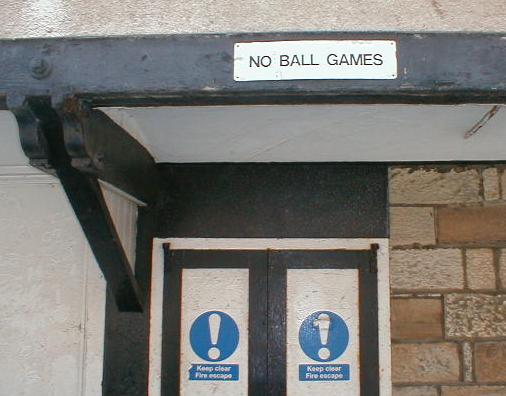 NO BALL GAMES
Keep clear
Fire escape
Keep clear
Fire escape